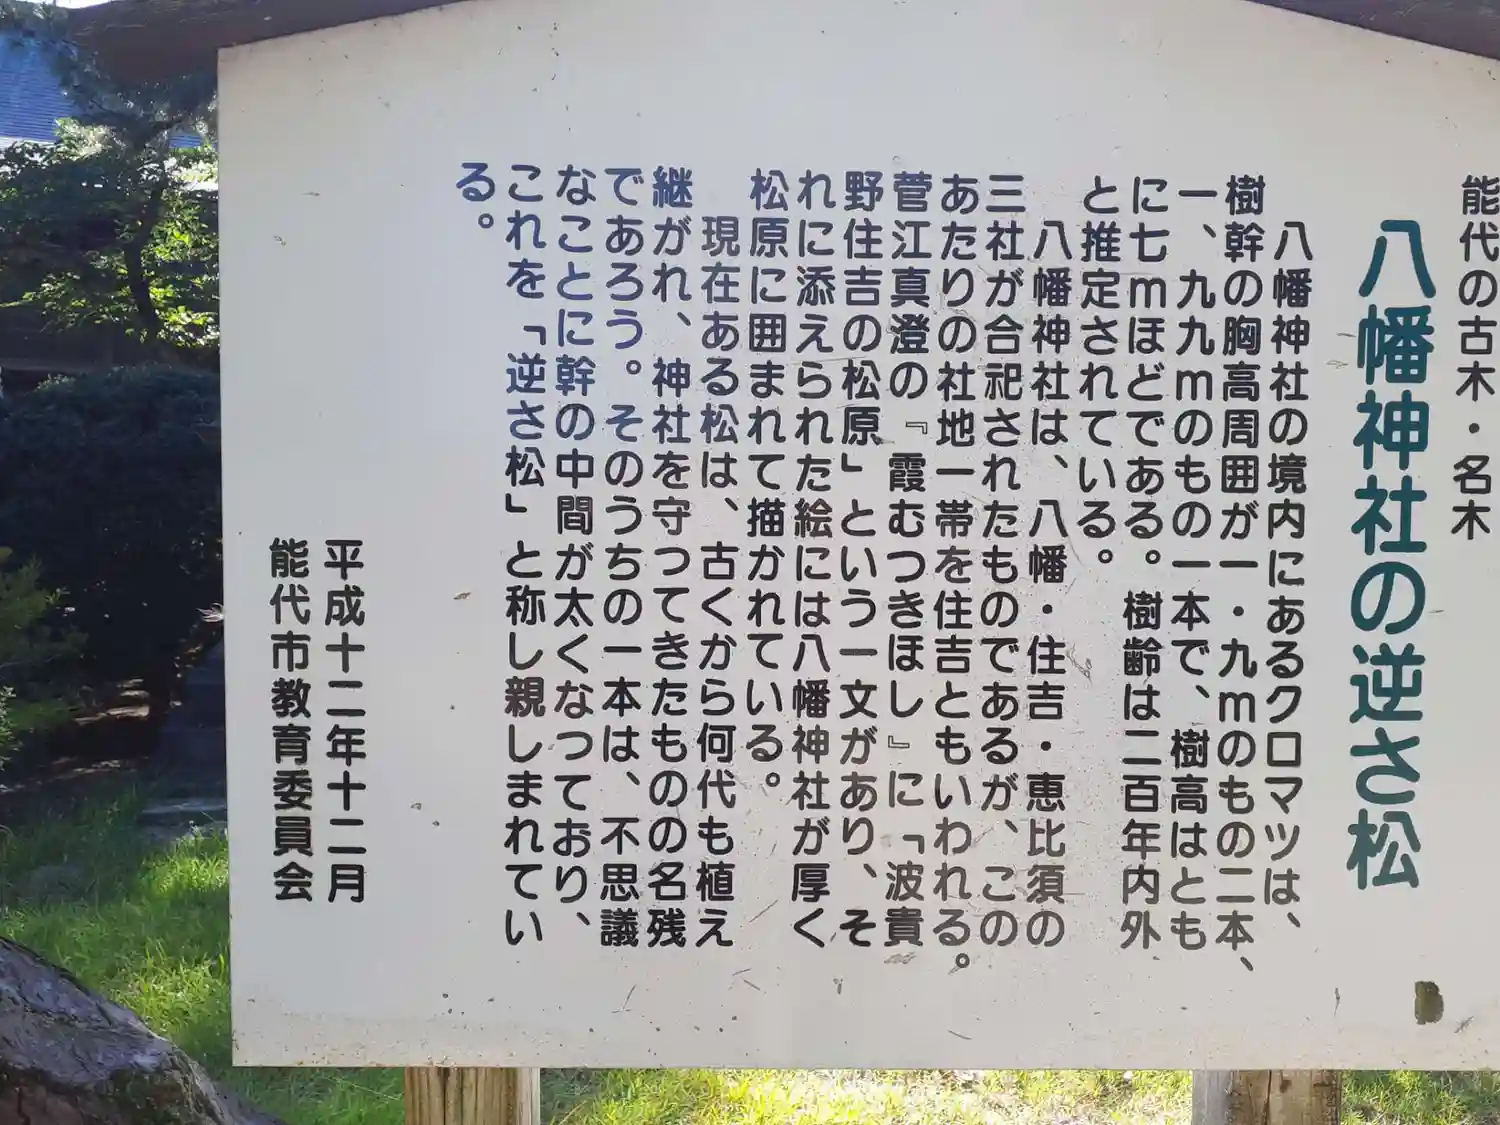 能代の古木・名木
八幡神社の逆さ松
八幡神社の境内にあるクロマツは、
樹幹の胸高周囲が一・九ｍのもの二本、
一、九九ｍのもの一本で、樹高はとも
に七ｍほどである。樹齢は二百年内外
と推定されている。
八幡神社は、八幡・住吉・恵比須の
三社が合祀されたものであるが、この
あたりの社地一帯を住吉ともいわれる。
菅江真澄の『霞むつきほし』に「波貴
野住吉の松原」という一文があり、そ
れに添えられた絵には八幡神社が厚く
松原に囲まれて描かれている。
現在ある松は、古くから何代も植え
継がれ、神社を守ってきたものの名残
であろう。そのうちの一本は、不思議
なことに幹の中間が太くなっており、
これを「逆さ松」と称し親しまれてい
る。
平成十二年十二月
能代市教育委員会